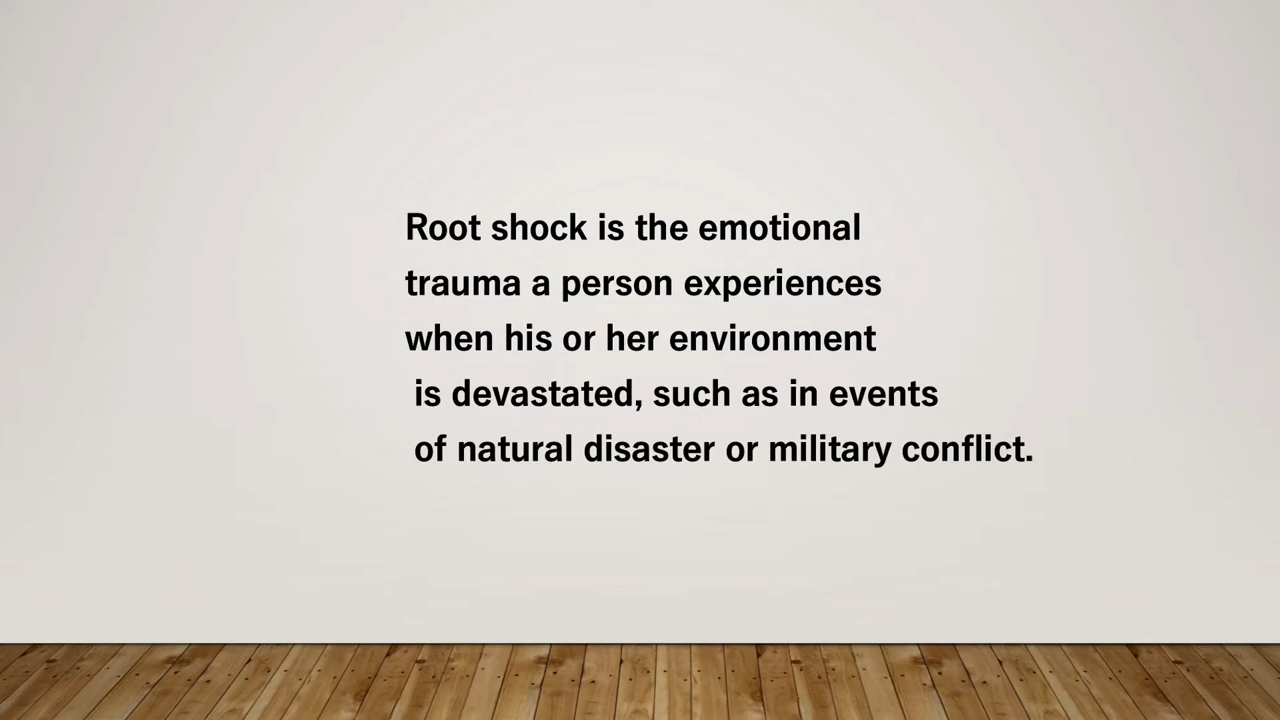 Root shock is the emotional
trauma a person experiences
when his or her environment
is devastated, such as in events
of natural disaster or military conflict.